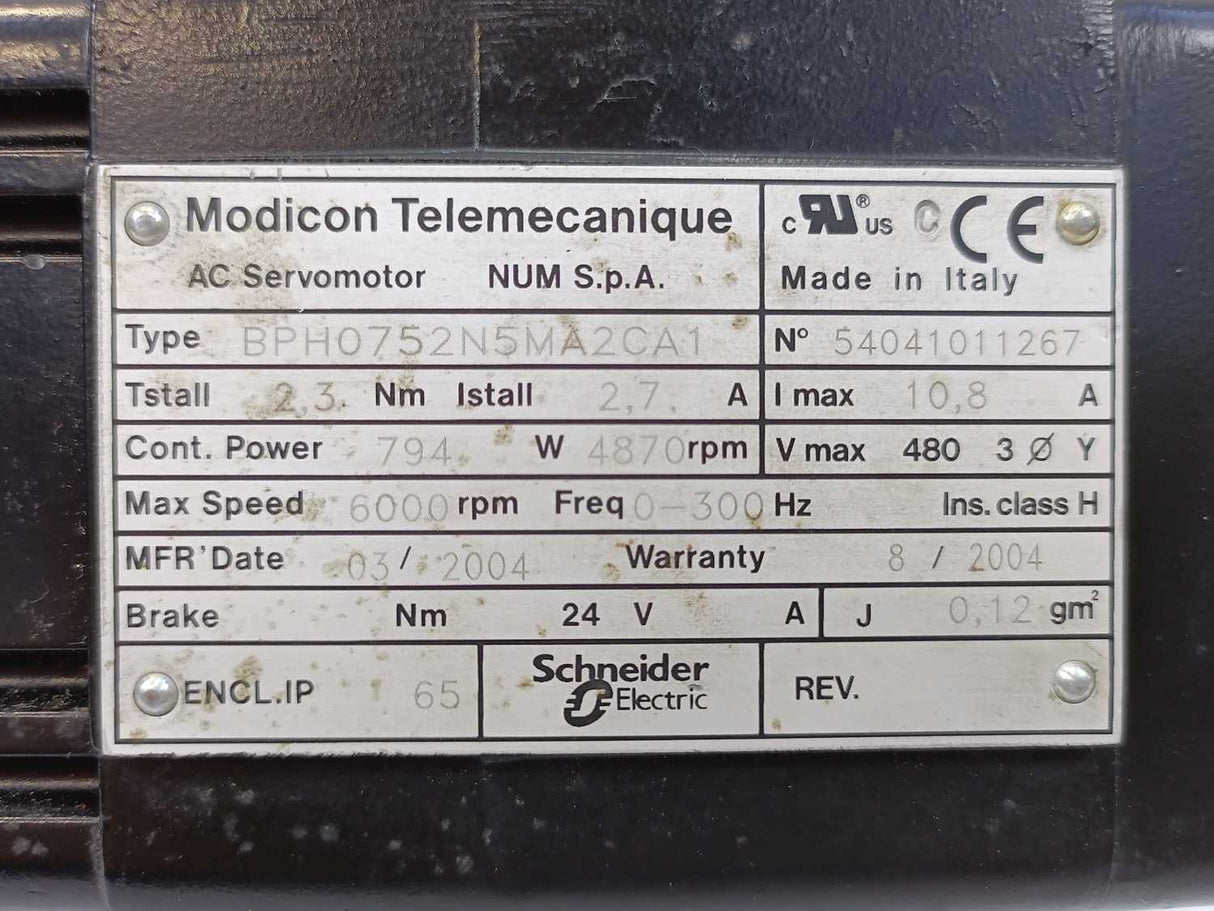 Modicon Telemecanique
AC Servomotor NUM S.p.A.
c RU ® US C CE
Made in Italy
Type BPH0752N5MA2CA1 N° 54041011267
Tstall 2,3 Nm Istall 2,7 A I max 10,8 A
Cont. Power 794 W 4870 rpm V max 480 3 Ø Y
Max Speed 6000 rpm Freq 0-300 Hz Ins. class H
MFR'Date 03 / 2004 Warranty 8 / 2004
Brake Nm 24 V A J 0,12 gm²
ENCL.IP 65 Schneider Electric REV.